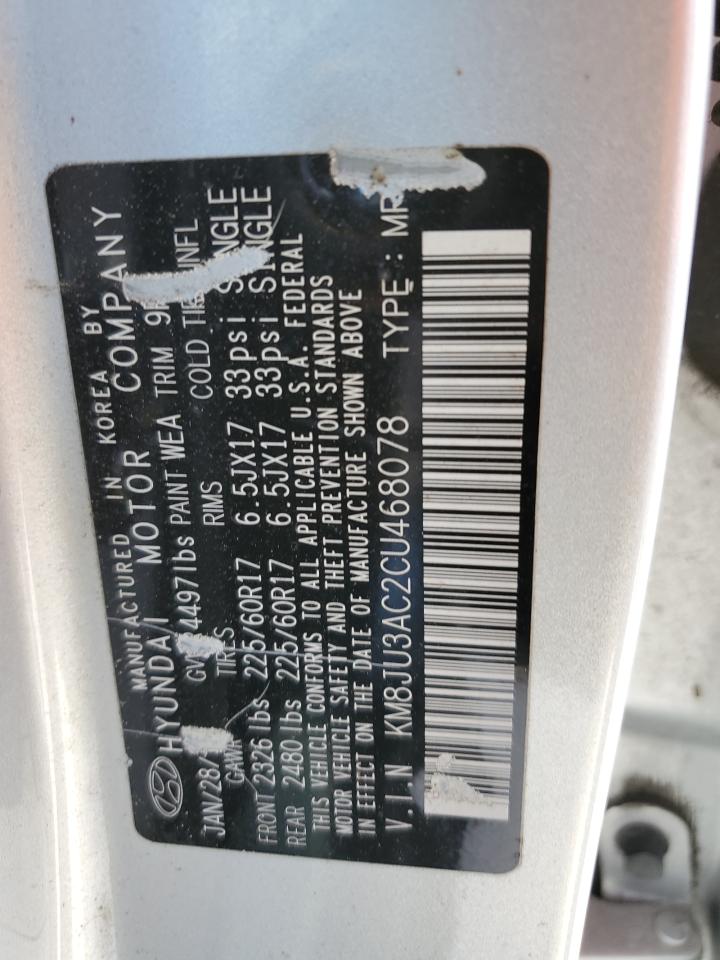 MANUFACTURED IN KOREA BY
HYUNDAI MOTOR COMPANY
JAN/28/ 4497lbs PAINT WEA TRIM
GAWR TIRES RIMS COLD TIRE INFL
FRONT 2326 lbs 225/60R17 6.5JX17 33psi SINGLE
REAR 2480 lbs 225/60R17 6.5JX17 33psi SINGLE
THIS VEHICLE CONFORMS TO ALL APPLICABLE U.S.A. FEDERAL
MOTOR VEHICLE SAFETY AND THEFT PREVENTION STANDARDS
IN EFFECT ON THE DATE OF MANUFACTURE SHOWN ABOVE
V.I.N KM8JU3AC2CU468078 TYPE: